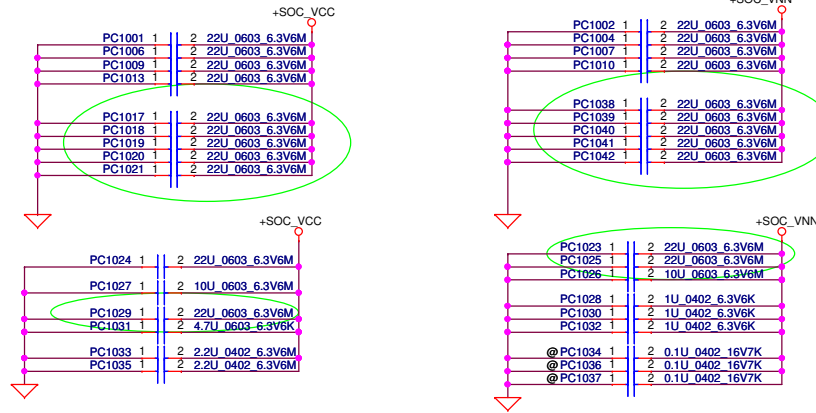 +SOC_VCC
PC1001 1 2 22U_0603_6.3V6M
PC1006 1 2 22U_0603_6.3V6M
PC1009 1 2 22U_0603_6.3V6M
PC1013 1 2 22U_0603_6.3V6M
PC1017 1 2 22U_0603_6.3V6M
PC1018 1 2 22U_0603_6.3V6M
PC1019 1 2 22U_0603_6.3V6M
PC1020 1 2 22U_0603_6.3V6M
PC1021 1 2 22U_0603_6.3V6M
+SOC_VNN
PC1002 1 2 22U_0603_6.3V6M
PC1004 1 2 22U_0603_6.3V6M
PC1007 1 2 22U_0603_6.3V6M
PC1010 1 2 22U_0603_6.3V6M
PC1038 1 2 22U_0603_6.3V6M
PC1039 1 2 22U_0603_6.3V6M
PC1040 1 2 22U_0603_6.3V6M
PC1041 1 2 22U_0603_6.3V6M
PC1042 1 2 22U_0603_6.3V6M
+SOC_VCC
PC1024 1 2 22U_0603_6.3V6M
PC1027 1 2 10U_0603_6.3V6M
PC1029 1 2 22U_0603_6.3V6M
PC1031 1 2 4.7U_0603_6.3V6K
PC1033 1 2 2.2U_0402_6.3V6M
PC1035 1 2 2.2U_0402_6.3V6M
+SOC_VNN
PC1023 1 2 22U_0603_6.3V6M
PC1025 1 2 22U_0603_6.3V6M
PC1026 1 2 10U_0603_6.3V6M
PC1028 1 2 1U_0402_6.3V6K
PC1030 1 2 1U_0402_6.3V6K
PC1032 1 2 1U_0402_6.3V6K
@PC1034 1 2 0.1U_0402_16V7K
@PC1036 1 2 0.1U_0402_16V7K
@PC1037 1 2 0.1U_0402_16V7K